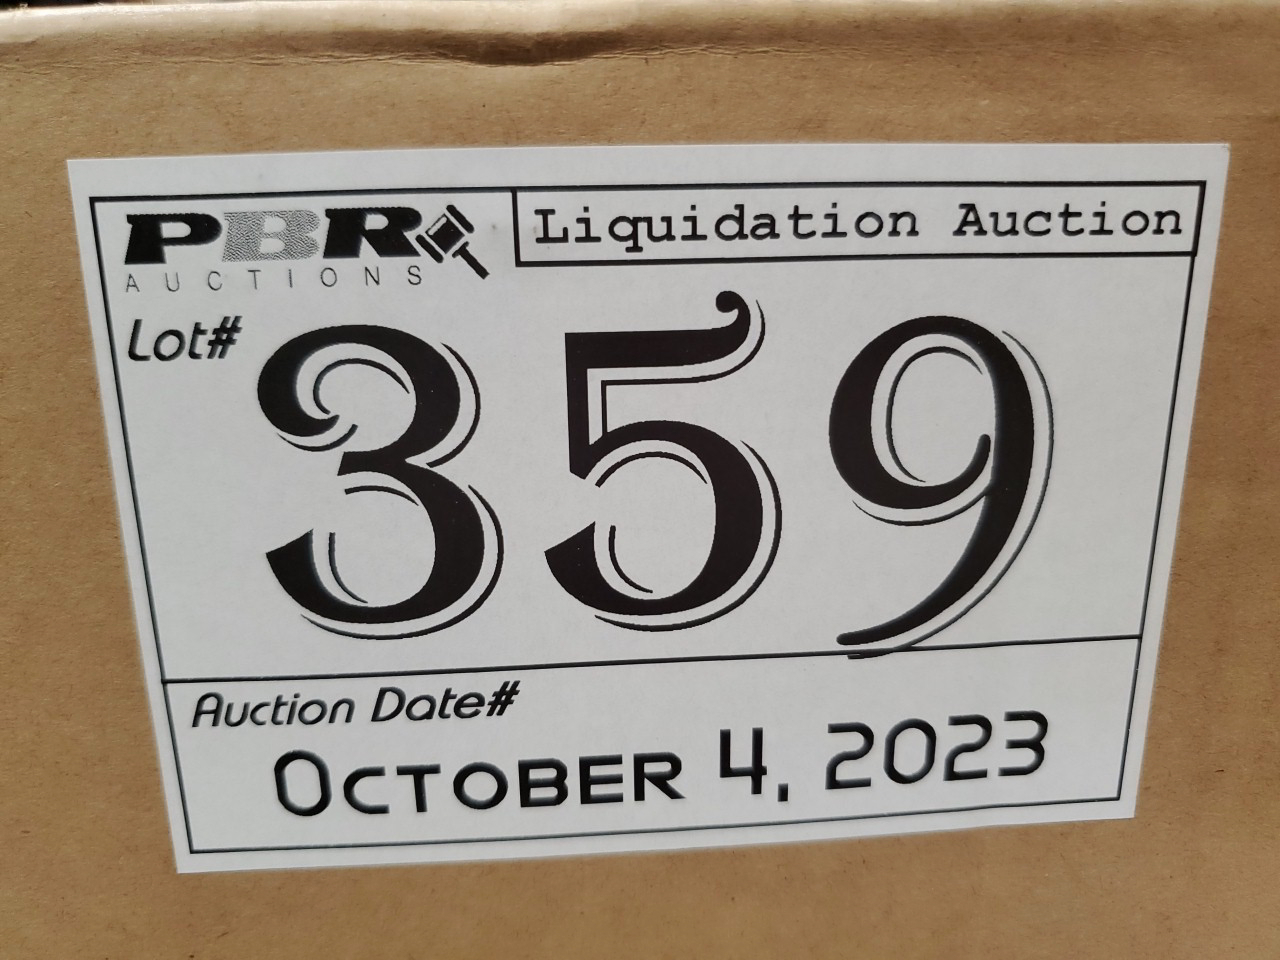 PBR
AUCTIONS
Liquidation Auction
Lot#
359
Auction Date#
October 4, 2023